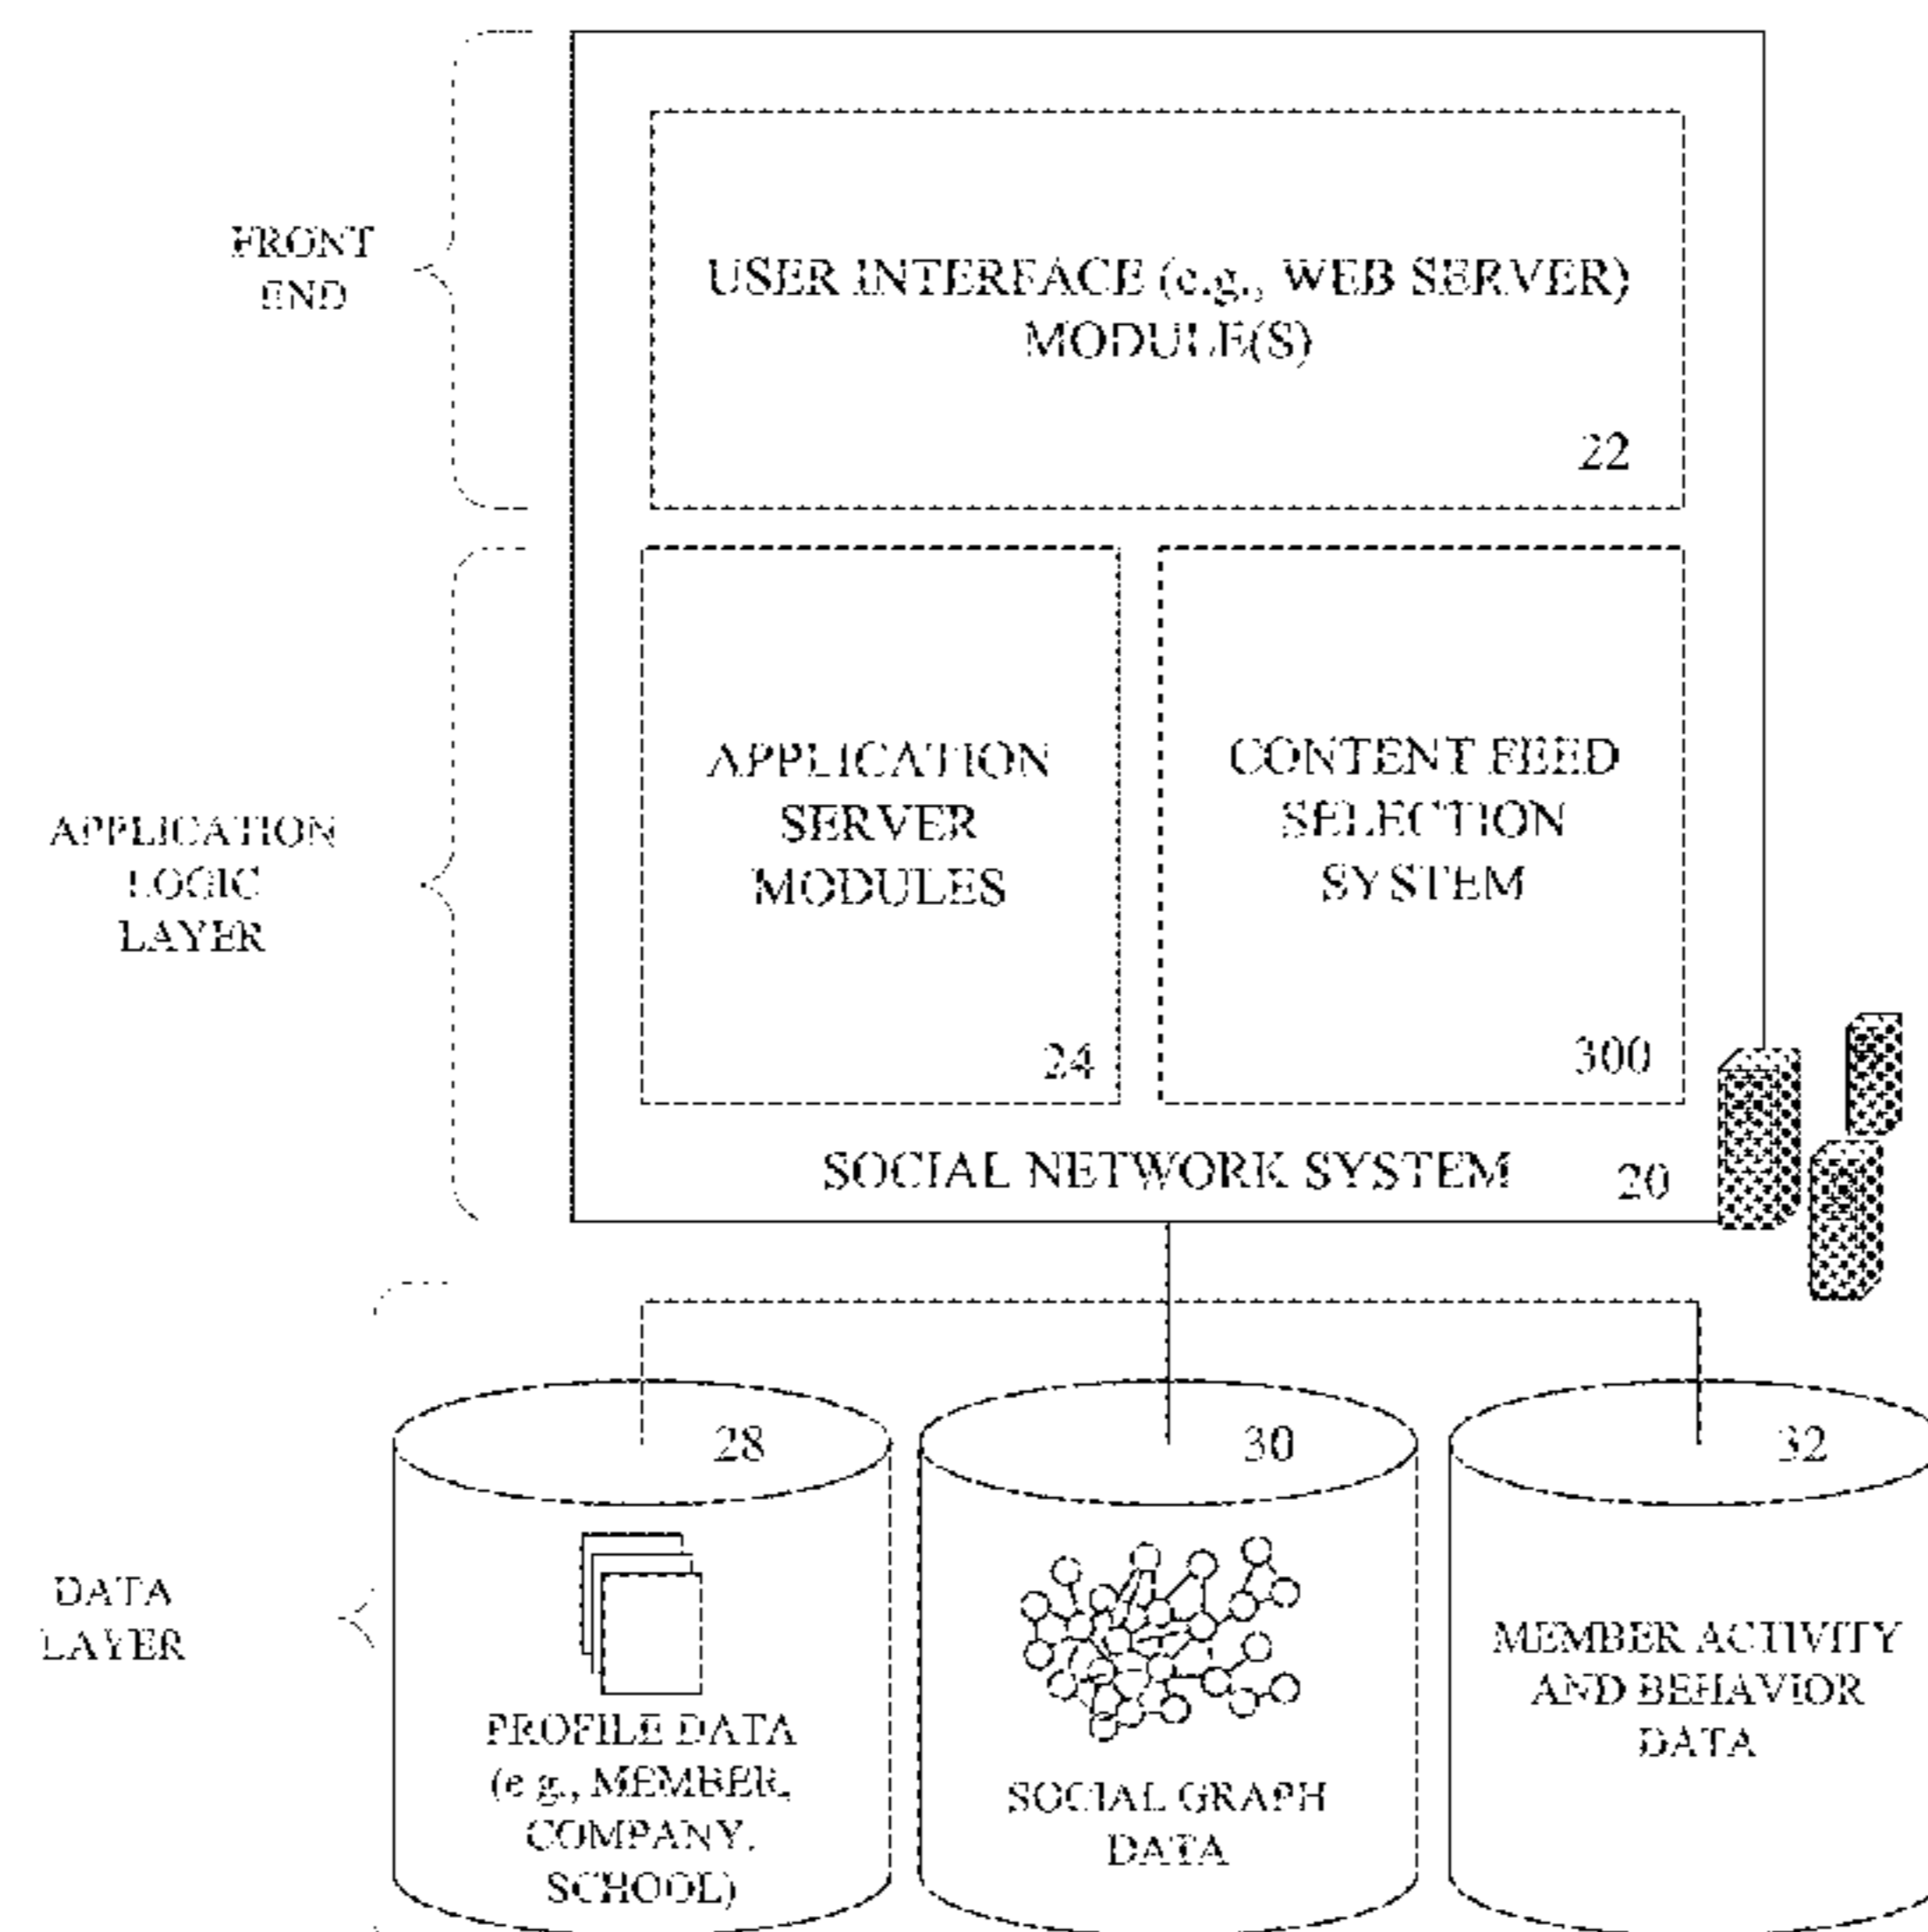 FRONT
END
USER INTERFACE (e.g., WEB SERVER)
MODULE(S)
22
APPLICATION
LOGIC
LAYER
APPLICATION
SERVER
MODULES
24
CONTENT FEED
SELECTION
SYSTEM
300
SOCIAL NETWORK SYSTEM
20
DATA
LAYER
28
PROFILE DATA
(e.g., MEMBER,
COMPANY,
SCHOOL)
30
SOCIAL GRAPH
DATA
32
MEMBER ACTIVITY
AND BEHAVIOR
DATA